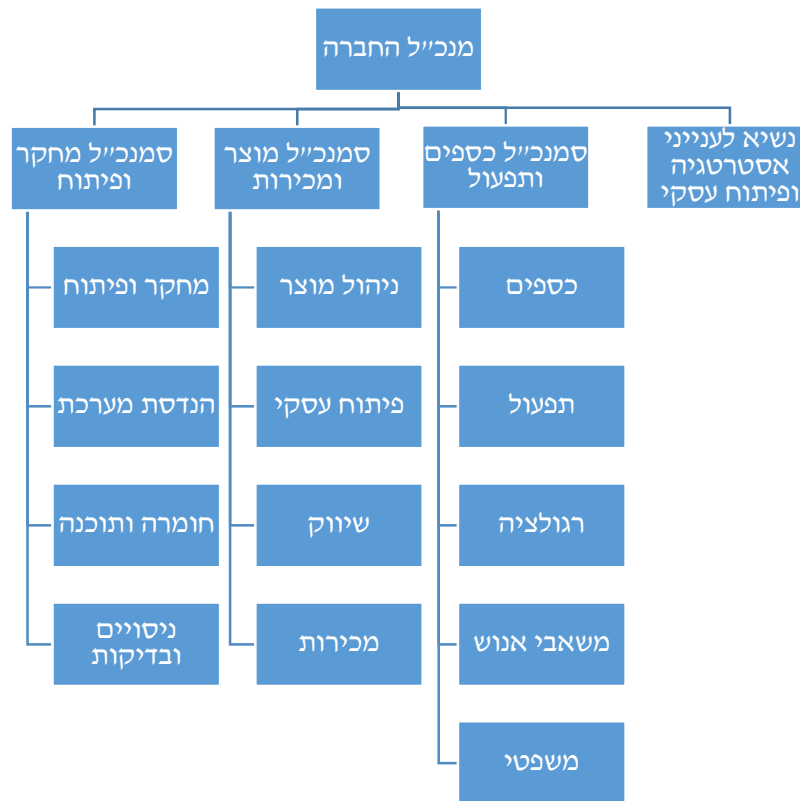 מנכ״ל החברה
נשיא לענייני
אסטרטגיה
ופיתוח עסקי
סמנכ״ל כספים
ותפעול
סמנכ״ל מוצר
ומכירות
סמנכ״ל מחקר
ופיתוח
כספים
תפעול
רגולציה
משאבי אנוש
משפטי
ניהול מוצר
פיתוח עסקי
שיווק
מכירות
מחקר ופיתוח
הנדסת מערכת
חומרה ותוכנה
ניסויים
ובדיקות